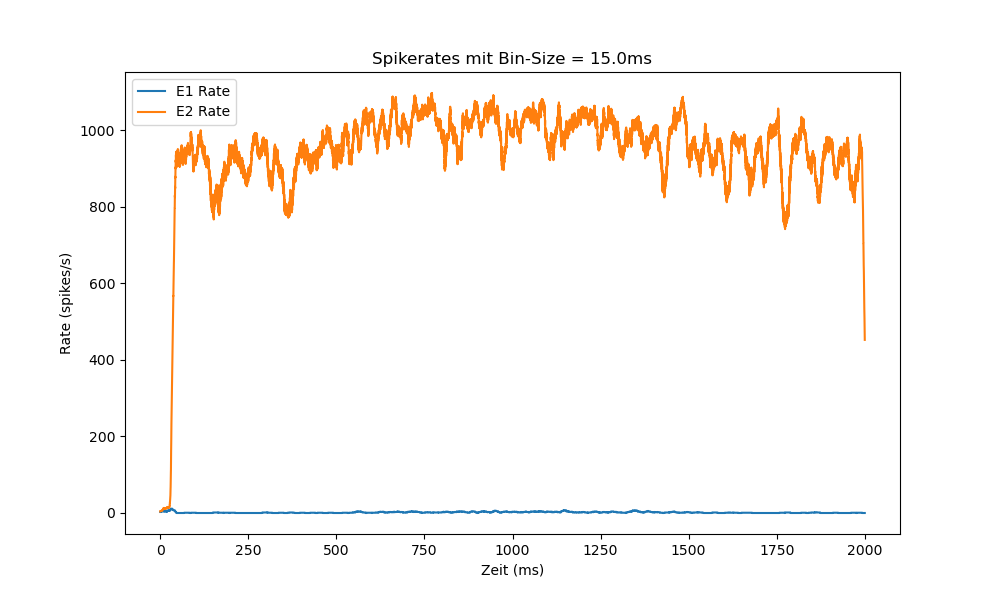 Spikerates mit Bin-Size = 15.0ms
E1 Rate
E2 Rate
Rate (spikes/s)
1000
800
600
400
200
0
0 250 500 750 1000 1250 1500 1750 2000
Zeit (ms)